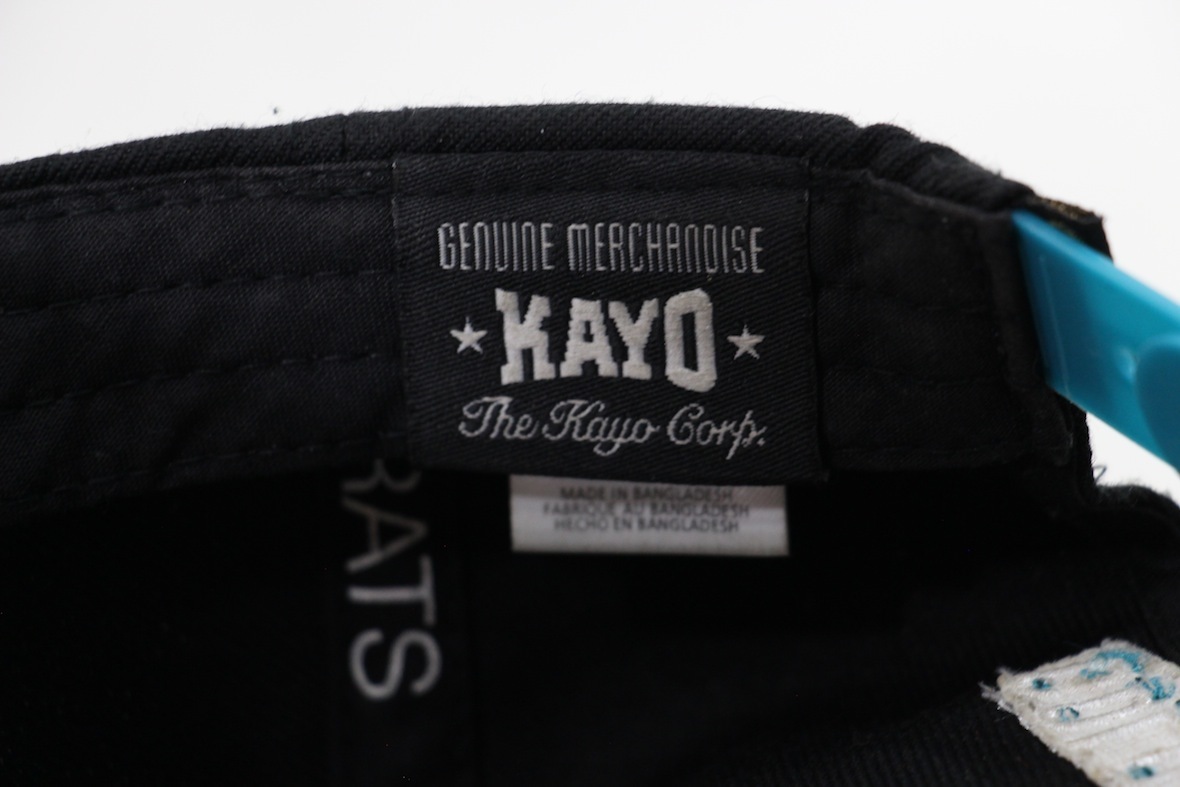 GENUINE MERCHANDISE
KAYO
The Kayo Corp.
MADE IN BANGLADESH
FABRIQUE AU BANGLADESH
HECHO EN BANGLADESH
RATS